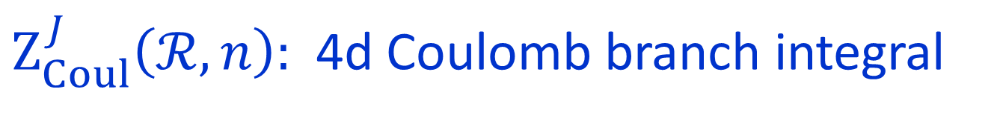 Z^J_Coul(ℛ, n): 4d Coulomb branch integral